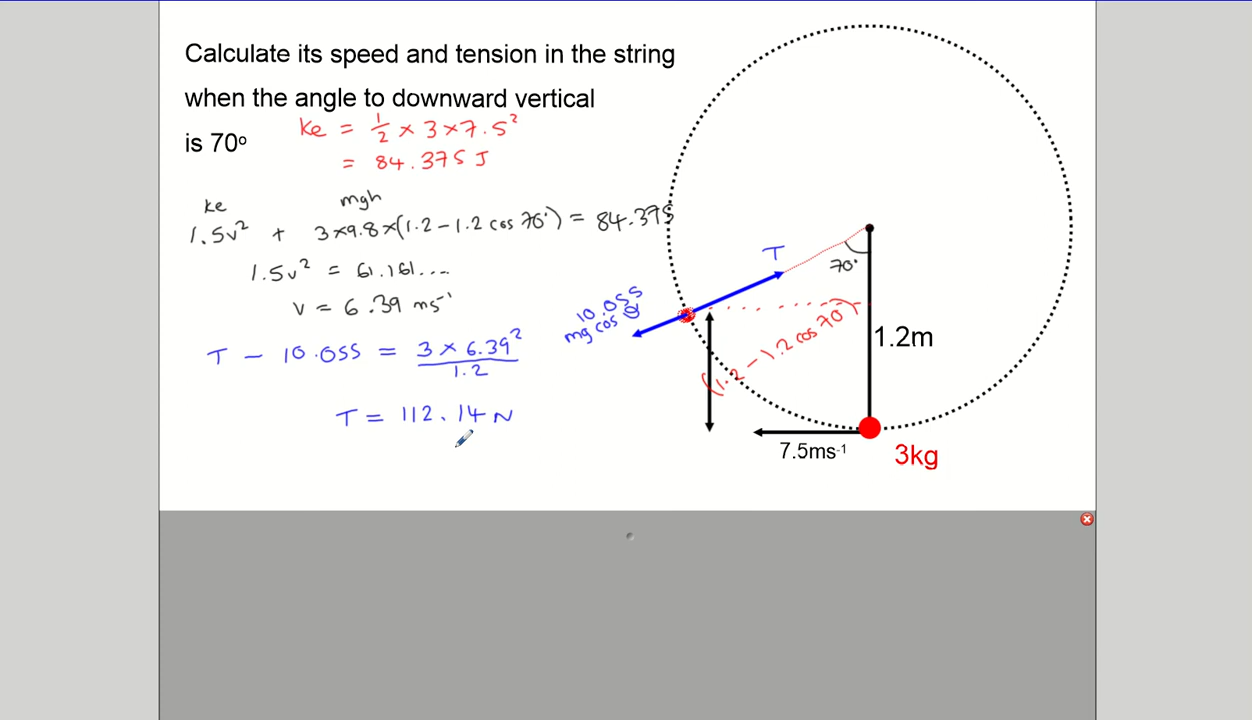 Calculate its speed and tension in the string
when the angle to downward vertical
is 70°
ke = 1/2 × 3 × 7.5²
= 84.375 J
ke mgh
1.5v² + 3×9.8×(1.2 - 1.2 cos 70°) = 84.375
1.5v² = 61.161....
v = 6.39 ms⁻¹
T - 10.055 = 3 × 6.39² / 1.2
T = 112.14 N
T
70°
10.055
mg cos θ
(1.2 - 1.2 cos 70°)
1.2m
7.5ms⁻¹
3kg